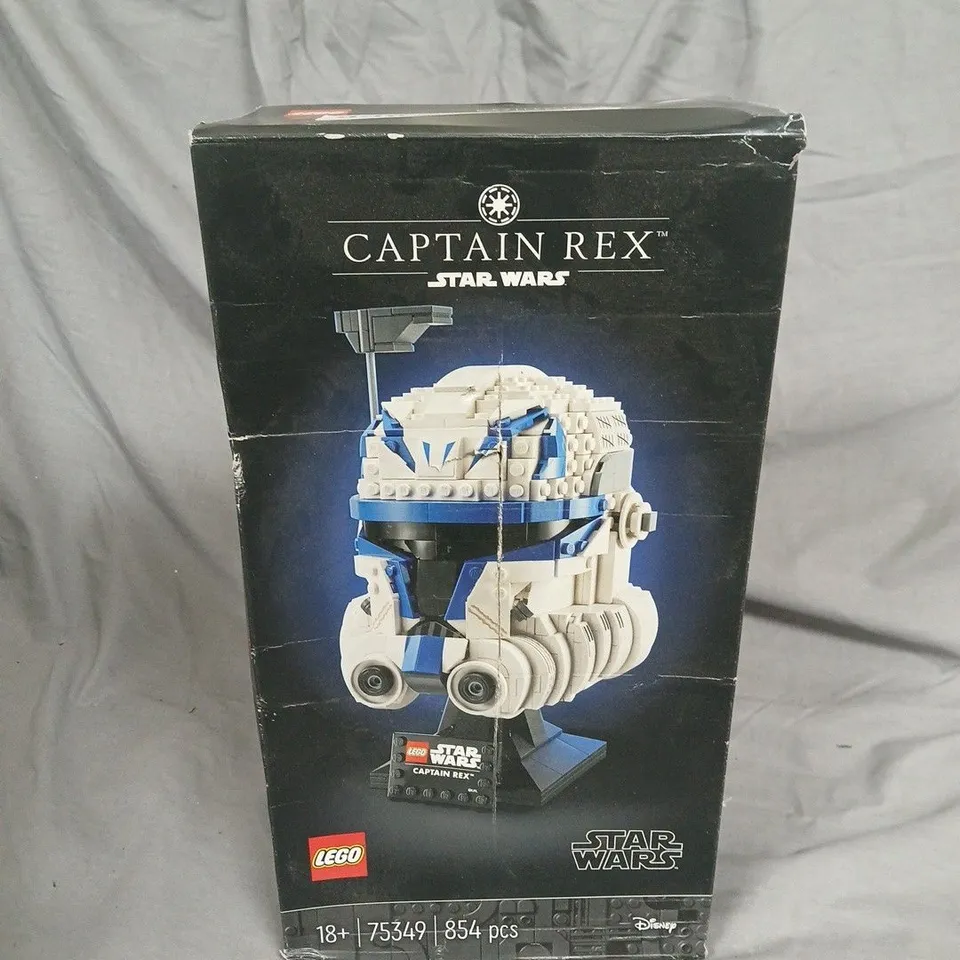 CAPTAIN REX™
STAR WARS
LEGO STAR WARS
CAPTAIN REX™
LEGO
STAR WARS
18+ 75349 854 pcs
Disney